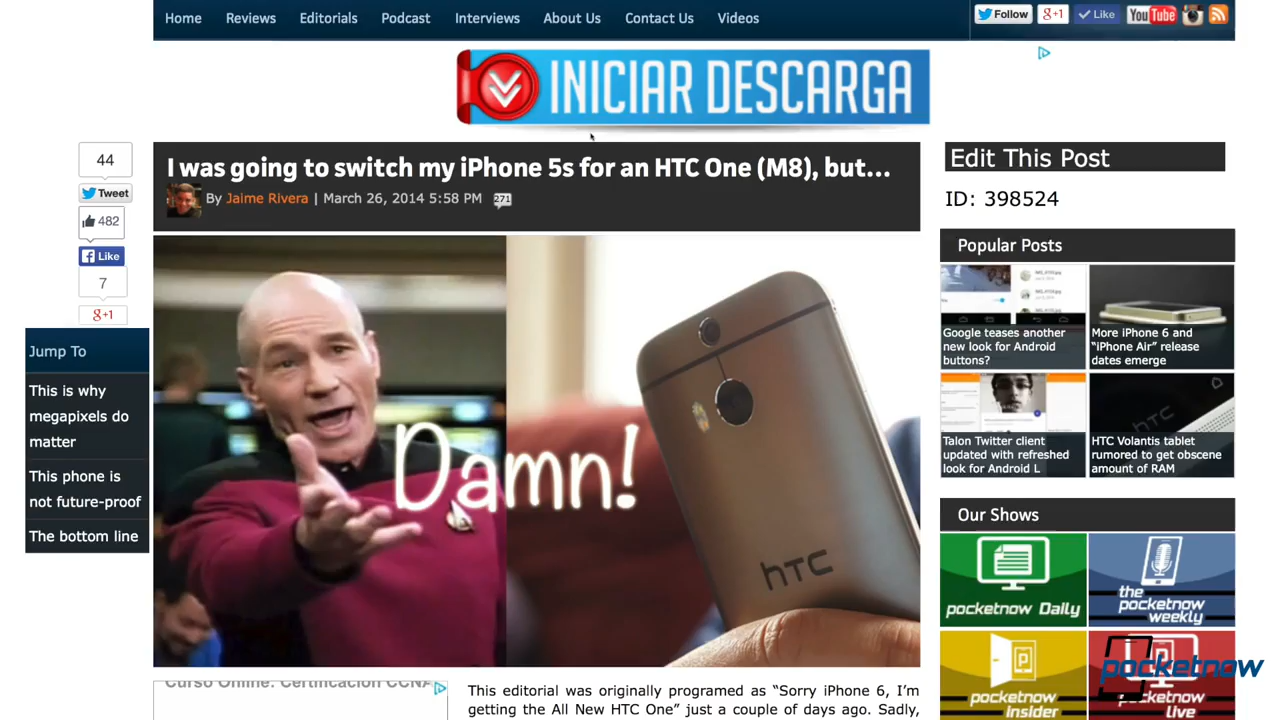 Home Reviews Editorials Podcast Interviews About Us Contact Us Videos
Follow g+1 Like YouTube
INICIAR DESCARGA
44
Tweet
482
Like
7
g+1
I was going to switch my iPhone 5s for an HTC One (M8), but...
By Jaime Rivera | March 26, 2014 5:58 PM 271
Damn!
hTC
Jump To
This is why
megapixels do
matter
This phone is
not future-proof
The bottom line
Edit This Post
ID: 398524
Popular Posts
Google teases another
new look for Android
buttons?
More iPhone 6 and
“iPhone Air” release
dates emerge
Talon Twitter client
updated with refreshed
look for Android L
HTC Volantis tablet
rumored to get obscene
amount of RAM
Our Shows
pocketnow Daily
the
pocketnow
weekly
pocketnow
insider
pocketnow
live
pocketnow
Curso Online: Certificación CCNA
This editorial was originally programed as “Sorry iPhone 6, I’m
getting the All New HTC One” just a couple of days ago. Sadly,